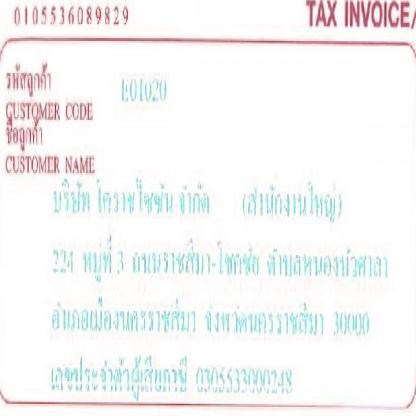 0105536089829 TAX INVOICE/
รหัสลูกค้า E01020
CUSTOMER CODE
ชื่อลูกค้า
CUSTOMER NAME
บริษัท โคราชไซซัน จำกัด (สำนักงานใหญ่)
224 หมู่ที่ 3 ถนนราชสีมา-โชคชัย ตำบลหนองบัวศาลา
อำเภอเมืองนครราชสีมา จังหวัดนครราชสีมา 30000
เลขประจำตัวผู้เสียภาษี 0305533000248